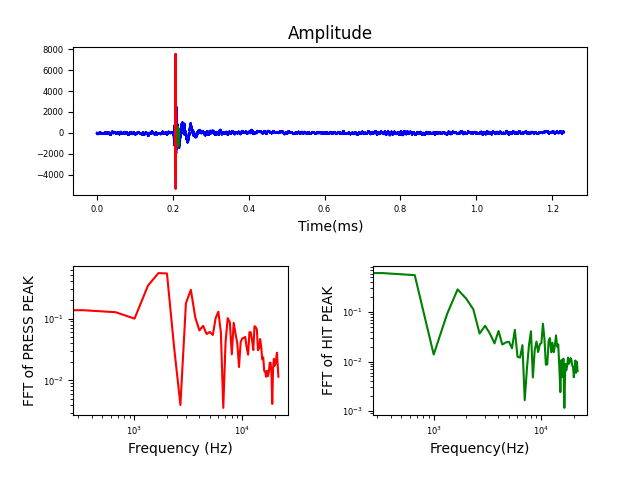 Amplitude
8000
6000
4000
2000
0
−2000
−4000
0.0 0.2 0.4 0.6 0.8 1.0 1.2
Time(ms)
FFT of PRESS PEAK
10⁻¹
10⁻²
10³ 10⁴
Frequency (Hz)
FFT of HIT PEAK
10⁻¹
10⁻²
10⁻³
10³ 10⁴
Frequency(Hz)